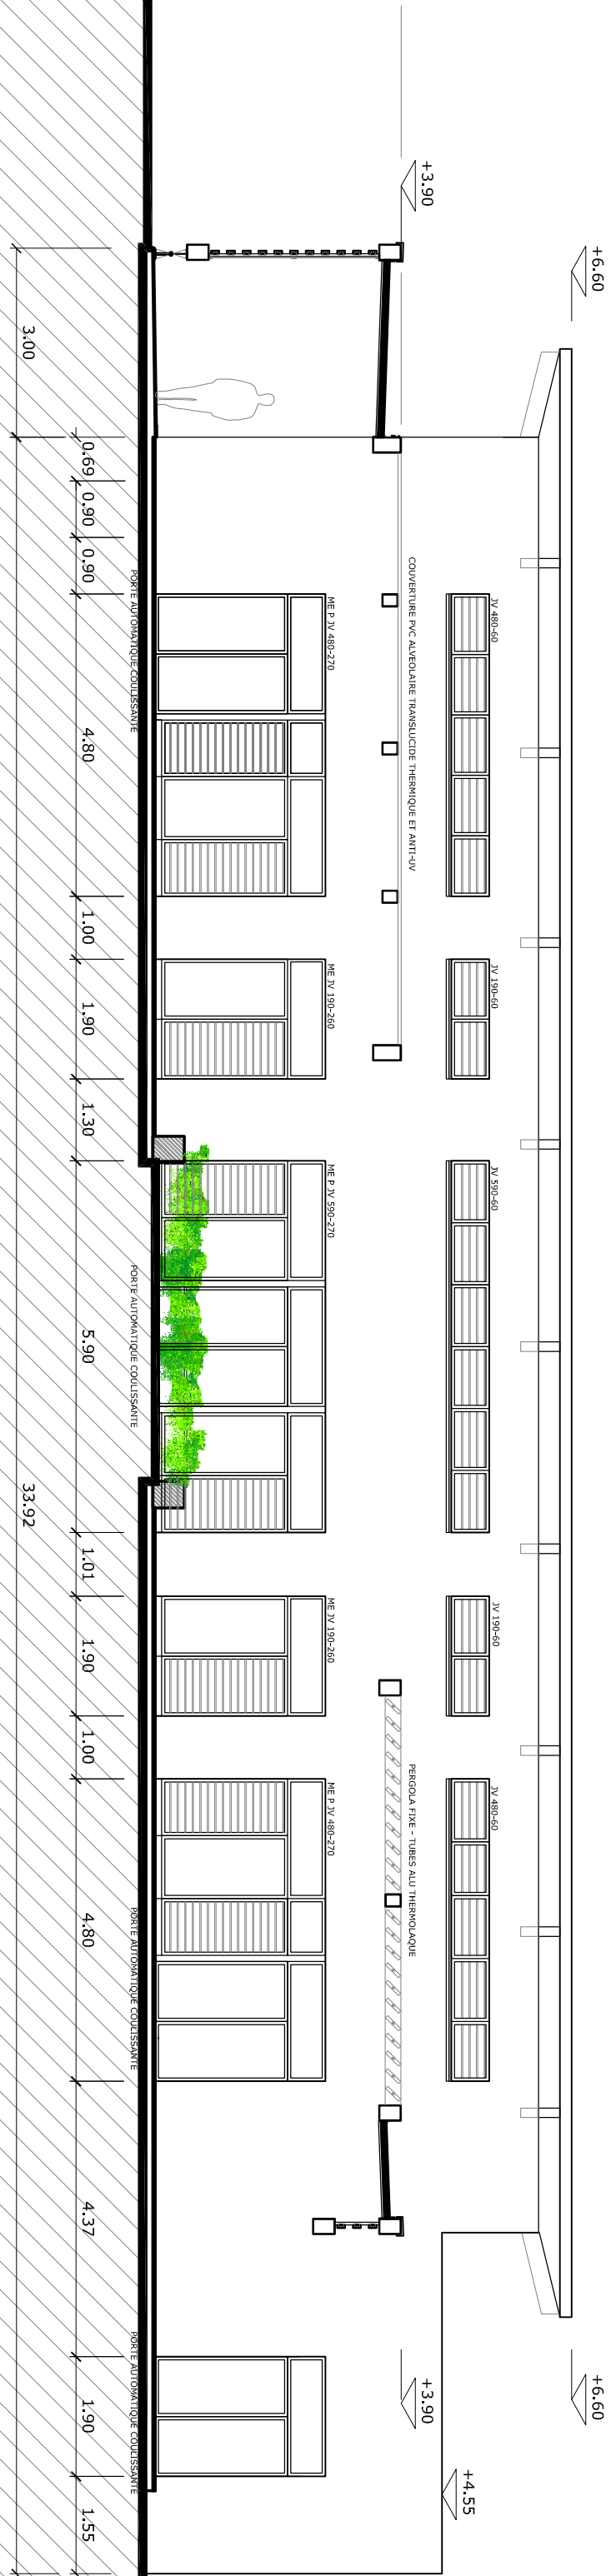 +6.60
+6.60
+3.90
+3.90
+4.55
JV 480-60
JV 190-60
JV 590-60
JV 190-60
JV 480-60
COUVERTURE PVC ALVEOLAIRE TRANSLUCIDE THERMIQUE ET ANTI-UV
PERGOLA FIXE - TUBES ALU THERMOLAQUE
ME P JV 480-270
ME JV 190-260
ME P JV 590-270
ME JV 190-260
ME P JV 480-270
PORTE AUTOMATIQUE COULISSANTE
PORTE AUTOMATIQUE COULISSANTE
PORTE AUTOMATIQUE COULISSANTE
PORTE AUTOMATIQUE COULISSANTE
0.69
0.90
0.90
4.80
1.00
1.90
1.30
5.90
1.01
1.90
1.00
4.80
4.37
1.90
1.55
3.00
33.92